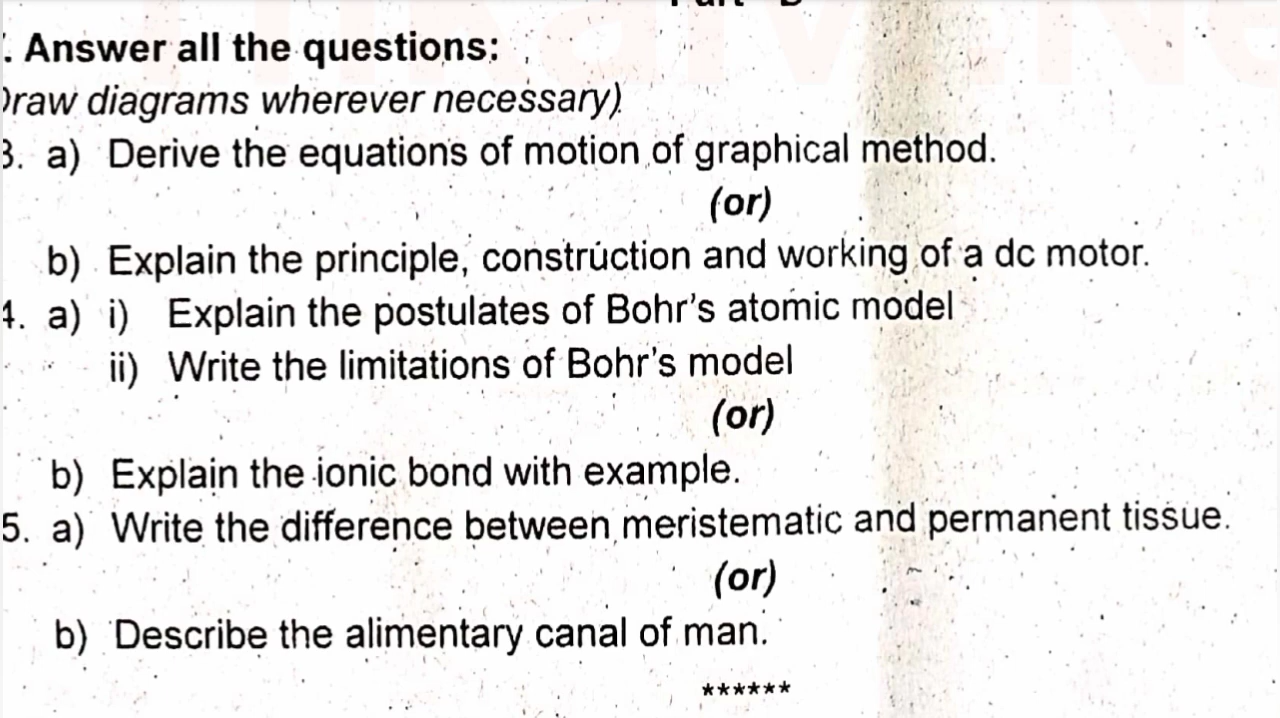 . Answer all the questions:
raw diagrams wherever necessary)
3. a) Derive the equations of motion of graphical method.
(or)
b) Explain the principle, construction and working of a dc motor.
4. a) i) Explain the postulates of Bohr's atomic model
ii) Write the limitations of Bohr's model
(or)
b) Explain the ionic bond with example.
5. a) Write the difference between meristematic and permanent tissue.
(or)
b) Describe the alimentary canal of man.
******